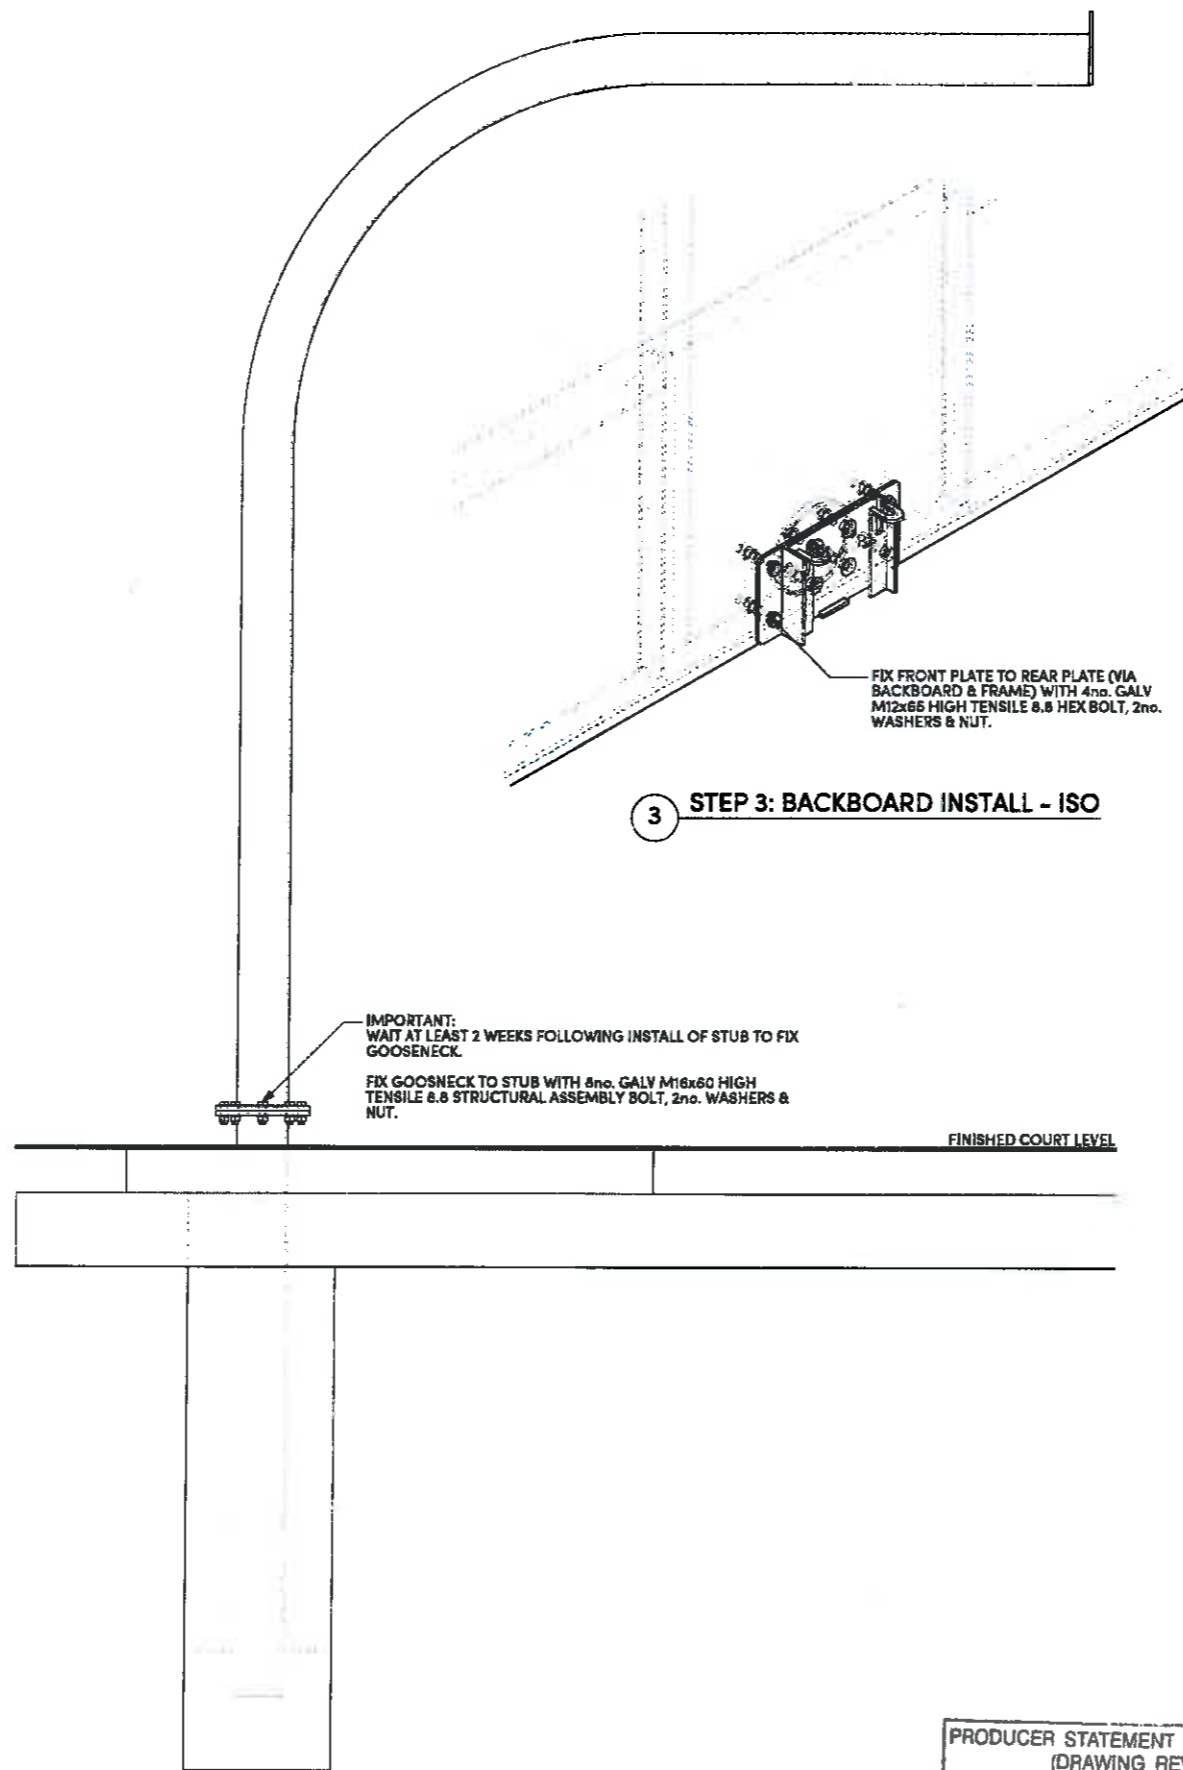 FIX FRONT PLATE TO REAR PLATE (VIA
BACKBOARD & FRAME) WITH 4no. GALV
M12x65 HIGH TENSILE 8.8 HEX BOLT, 2no.
WASHERS & NUT.
3 STEP 3: BACKBOARD INSTALL - ISO
IMPORTANT:
WAIT AT LEAST 2 WEEKS FOLLOWING INSTALL OF STUB TO FIX
GOOSENECK.
FIX GOOSNECK TO STUB WITH 8no. GALV M16x60 HIGH
TENSILE 8.8 STRUCTURAL ASSEMBLY BOLT, 2no. WASHERS &
NUT.
FINISHED COURT LEVEL
PRODUCER STATEMENT